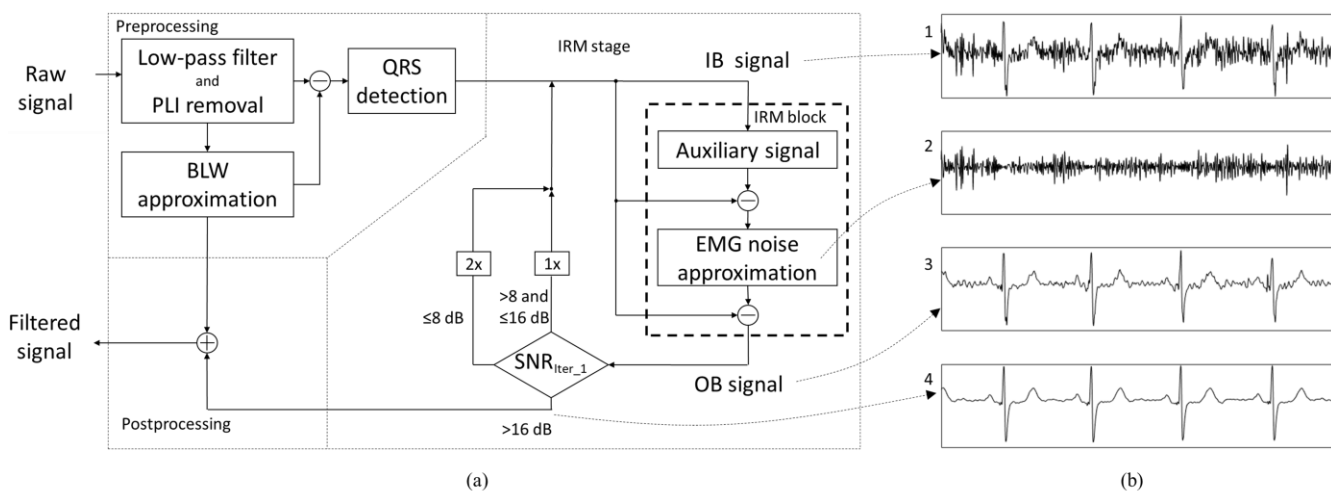 Preprocessing
Raw
signal
Low-pass filter
and
PLI removal
BLW
approximation
QRS
detection
IRM stage
IB signal
IRM block
Auxiliary signal
EMG noise
approximation
OB signal
2x
1x
≤8 dB
>8 and
≤16 dB
SNRIter_1
>16 dB
Filtered
signal
Postprocessing
(a)
1
2
3
4
(b)